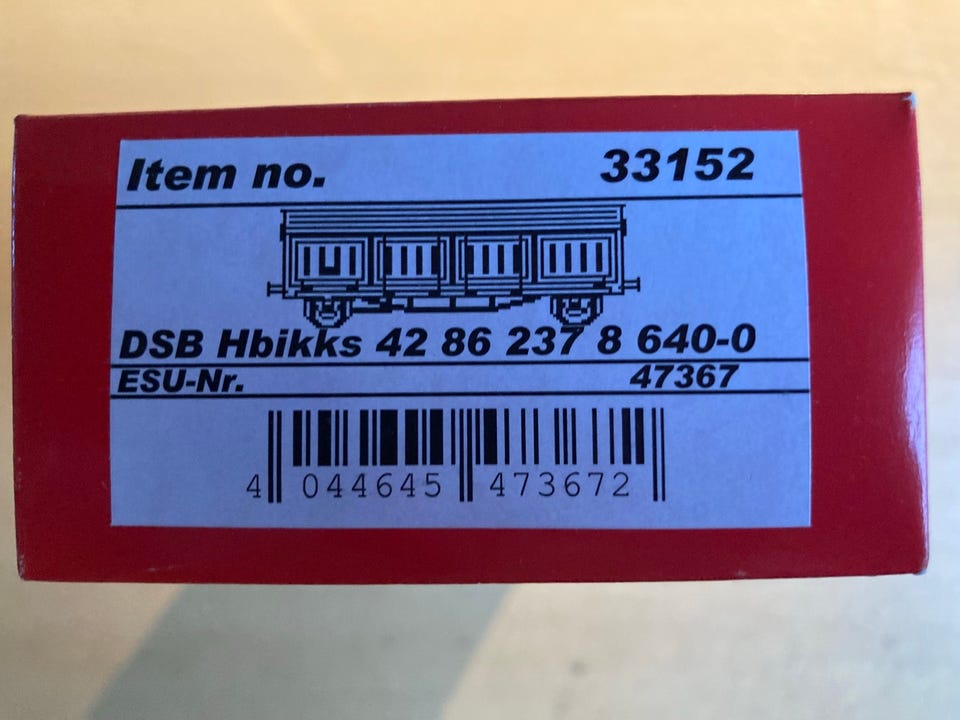 Item no. 33152
DSB Hbikks 42 86 237 8 640-0
ESU-Nr. 47367
4 044645 473672